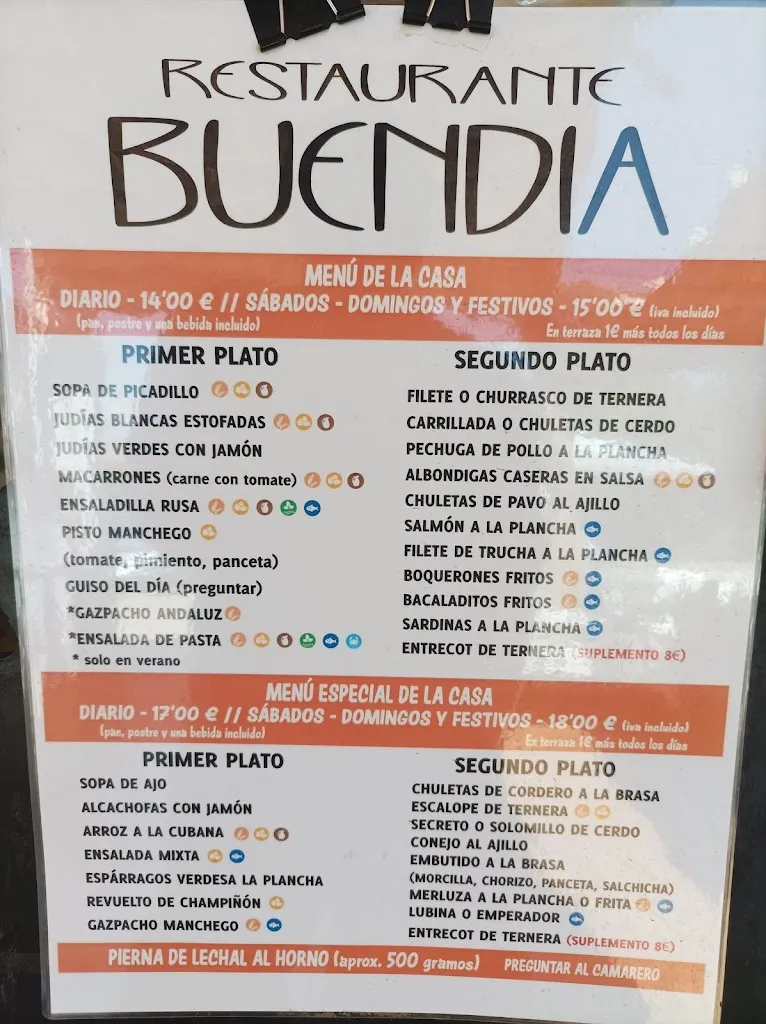 RESTAURANTE
BUENDIA
MENÚ DE LA CASA
DIARIO - 14'00 € // SÁBADOS - DOMINGOS Y FESTIVOS - 15'00 € (iva incluido)
(pan, postre y una bebida incluido)
En terraza 1€ más todos los días
PRIMER PLATO
SOPA DE PICADILLO
JUDÍAS BLANCAS ESTOFADAS
JUDÍAS VERDES CON JAMÓN
MACARRONES (carne con tomate)
ENSALADILLA RUSA
PISTO MANCHEGO
(tomate, pimiento, panceta)
GUISO DEL DÍA (preguntar)
*GAZPACHO ANDALUZ
*ENSALADA DE PASTA
* solo en verano
SEGUNDO PLATO
FILETE O CHURRASCO DE TERNERA
CARRILLADA O CHULETAS DE CERDO
PECHUGA DE POLLO A LA PLANCHA
ALBONDIGAS CASERAS EN SALSA
CHULETAS DE PAVO AL AJILLO
SALMÓN A LA PLANCHA
FILETE DE TRUCHA A LA PLANCHA
BOQUERONES FRITOS
BACALADITOS FRITOS
SARDINAS A LA PLANCHA
ENTRECOT DE TERNERA (SUPLEMENTO 8€)
MENÚ ESPECIAL DE LA CASA
DIARIO - 17'00 € // SÁBADOS - DOMINGOS Y FESTIVOS - 18'00 € (iva incluido)
(pan, postre y una bebida incluido)
En terraza 1€ más todos los días
PRIMER PLATO
SOPA DE AJO
ALCACHOFAS CON JAMÓN
ARROZ A LA CUBANA
ENSALADA MIXTA
ESPÁRRAGOS VERDESA LA PLANCHA
REVUELTO DE CHAMPIÑÓN
GAZPACHO MANCHEGO
SEGUNDO PLATO
CHULETAS DE CORDERO A LA BRASA
ESCALOPE DE TERNERA
SECRETO O SOLOMILLO DE CERDO
CONEJO AL AJILLO
EMBUTIDO A LA BRASA
(MORCILLA, CHORIZO, PANCETA, SALCHICHA)
MERLUZA A LA PLANCHA O FRITA
LUBINA O EMPERADOR
ENTRECOT DE TERNERA (SUPLEMENTO 8€)
PIERNA DE LECHAL AL HORNO (aprox. 500 gramos) PREGUNTAR AL CAMARERO